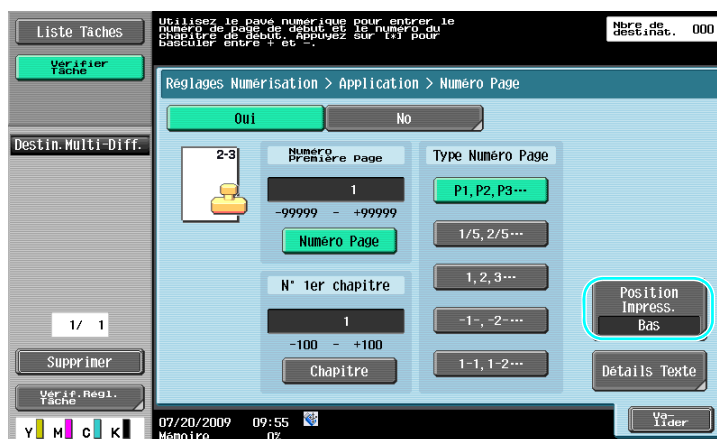 Liste Tâches
Vérifier
Tâche
Utilisez le pavé numérique pour entrer le
numéro de page de début et le numéro du
chapitre de début. Appuyez sur [*] pour
basculer entre + et -.
Nbre de
destinat.
000
Réglages Numérisation > Application > Numéro Page
Oui
No
Destin.Multi-Diff.
2-3
Numéro
Première Page
1
-99999 - +99999
Numéro Page
N° 1er chapitre
1
-100 - +100
Chapitre
Type Numéro Page
P1, P2, P3···
1/5, 2/5···
1, 2, 3···
-1-, -2-···
1-1, 1-2···
Position
Impress.
Bas
Détails Texte
1/ 1
Supprimer
Vérif.Régl.
Tâche
Y M C K
07/20/2009 09:55
Mémoire 0%
Va-
lider